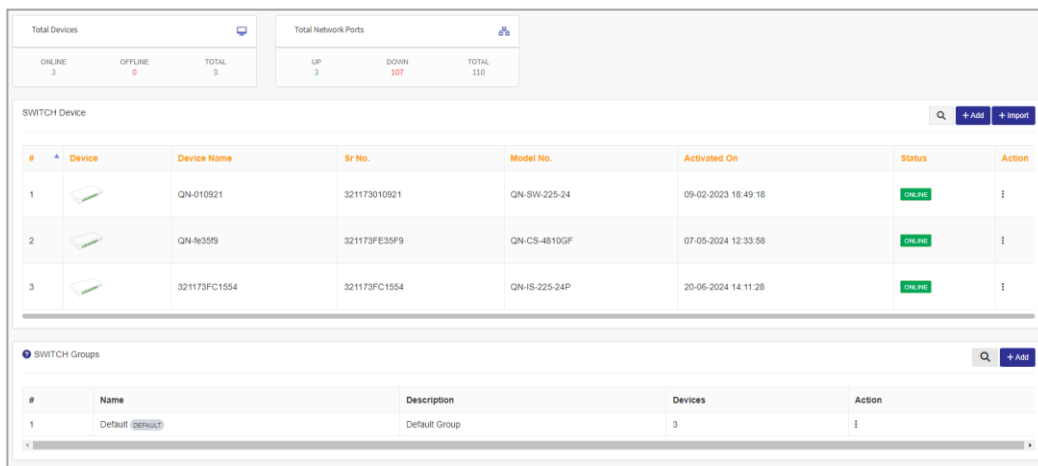 Total Devices
ONLINE OFFLINE TOTAL
3 0 3
Total Network Ports
UP DOWN TOTAL
3 107 110
SWITCH Device
+ Add + Import
# Device Device Name Sr No. Model No. Activated On Status Action
1 QN-010921 321173010921 QN-SW-225-24 09-02-2023 18:49:18 ONLINE
2 QN-fe35f9 321173FE35F9 QN-CS-4810GF 07-05-2024 12:33:58 ONLINE
3 321173FC1554 321173FC1554 QN-IS-225-24P 20-06-2024 14:11:28 ONLINE
SWITCH Groups
+ Add
# Name Description Devices Action
1 Default DEFAULT Default Group 3